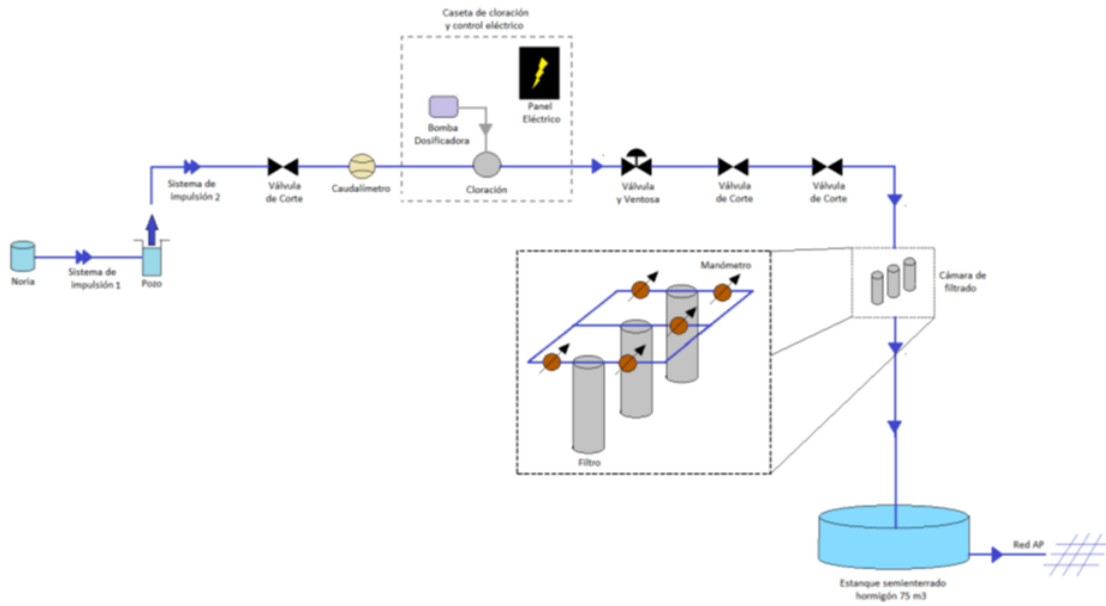 Caseta de cloración
y control eléctrico
Panel
Eléctrico
Bomba
Dosificadora
Sistema de
impulsión 2
Válvula
de Corte
Caudalímetro
Cloración
Válvula
y Ventosa
Válvula
de Corte
Válvula
de Corte
Noria
Sistema de
impulsión 1
Pozo
Manómetro
Cámara de
filtrado
Filtro
Red AP
Estanque semienterrado
hormigón 75 m3